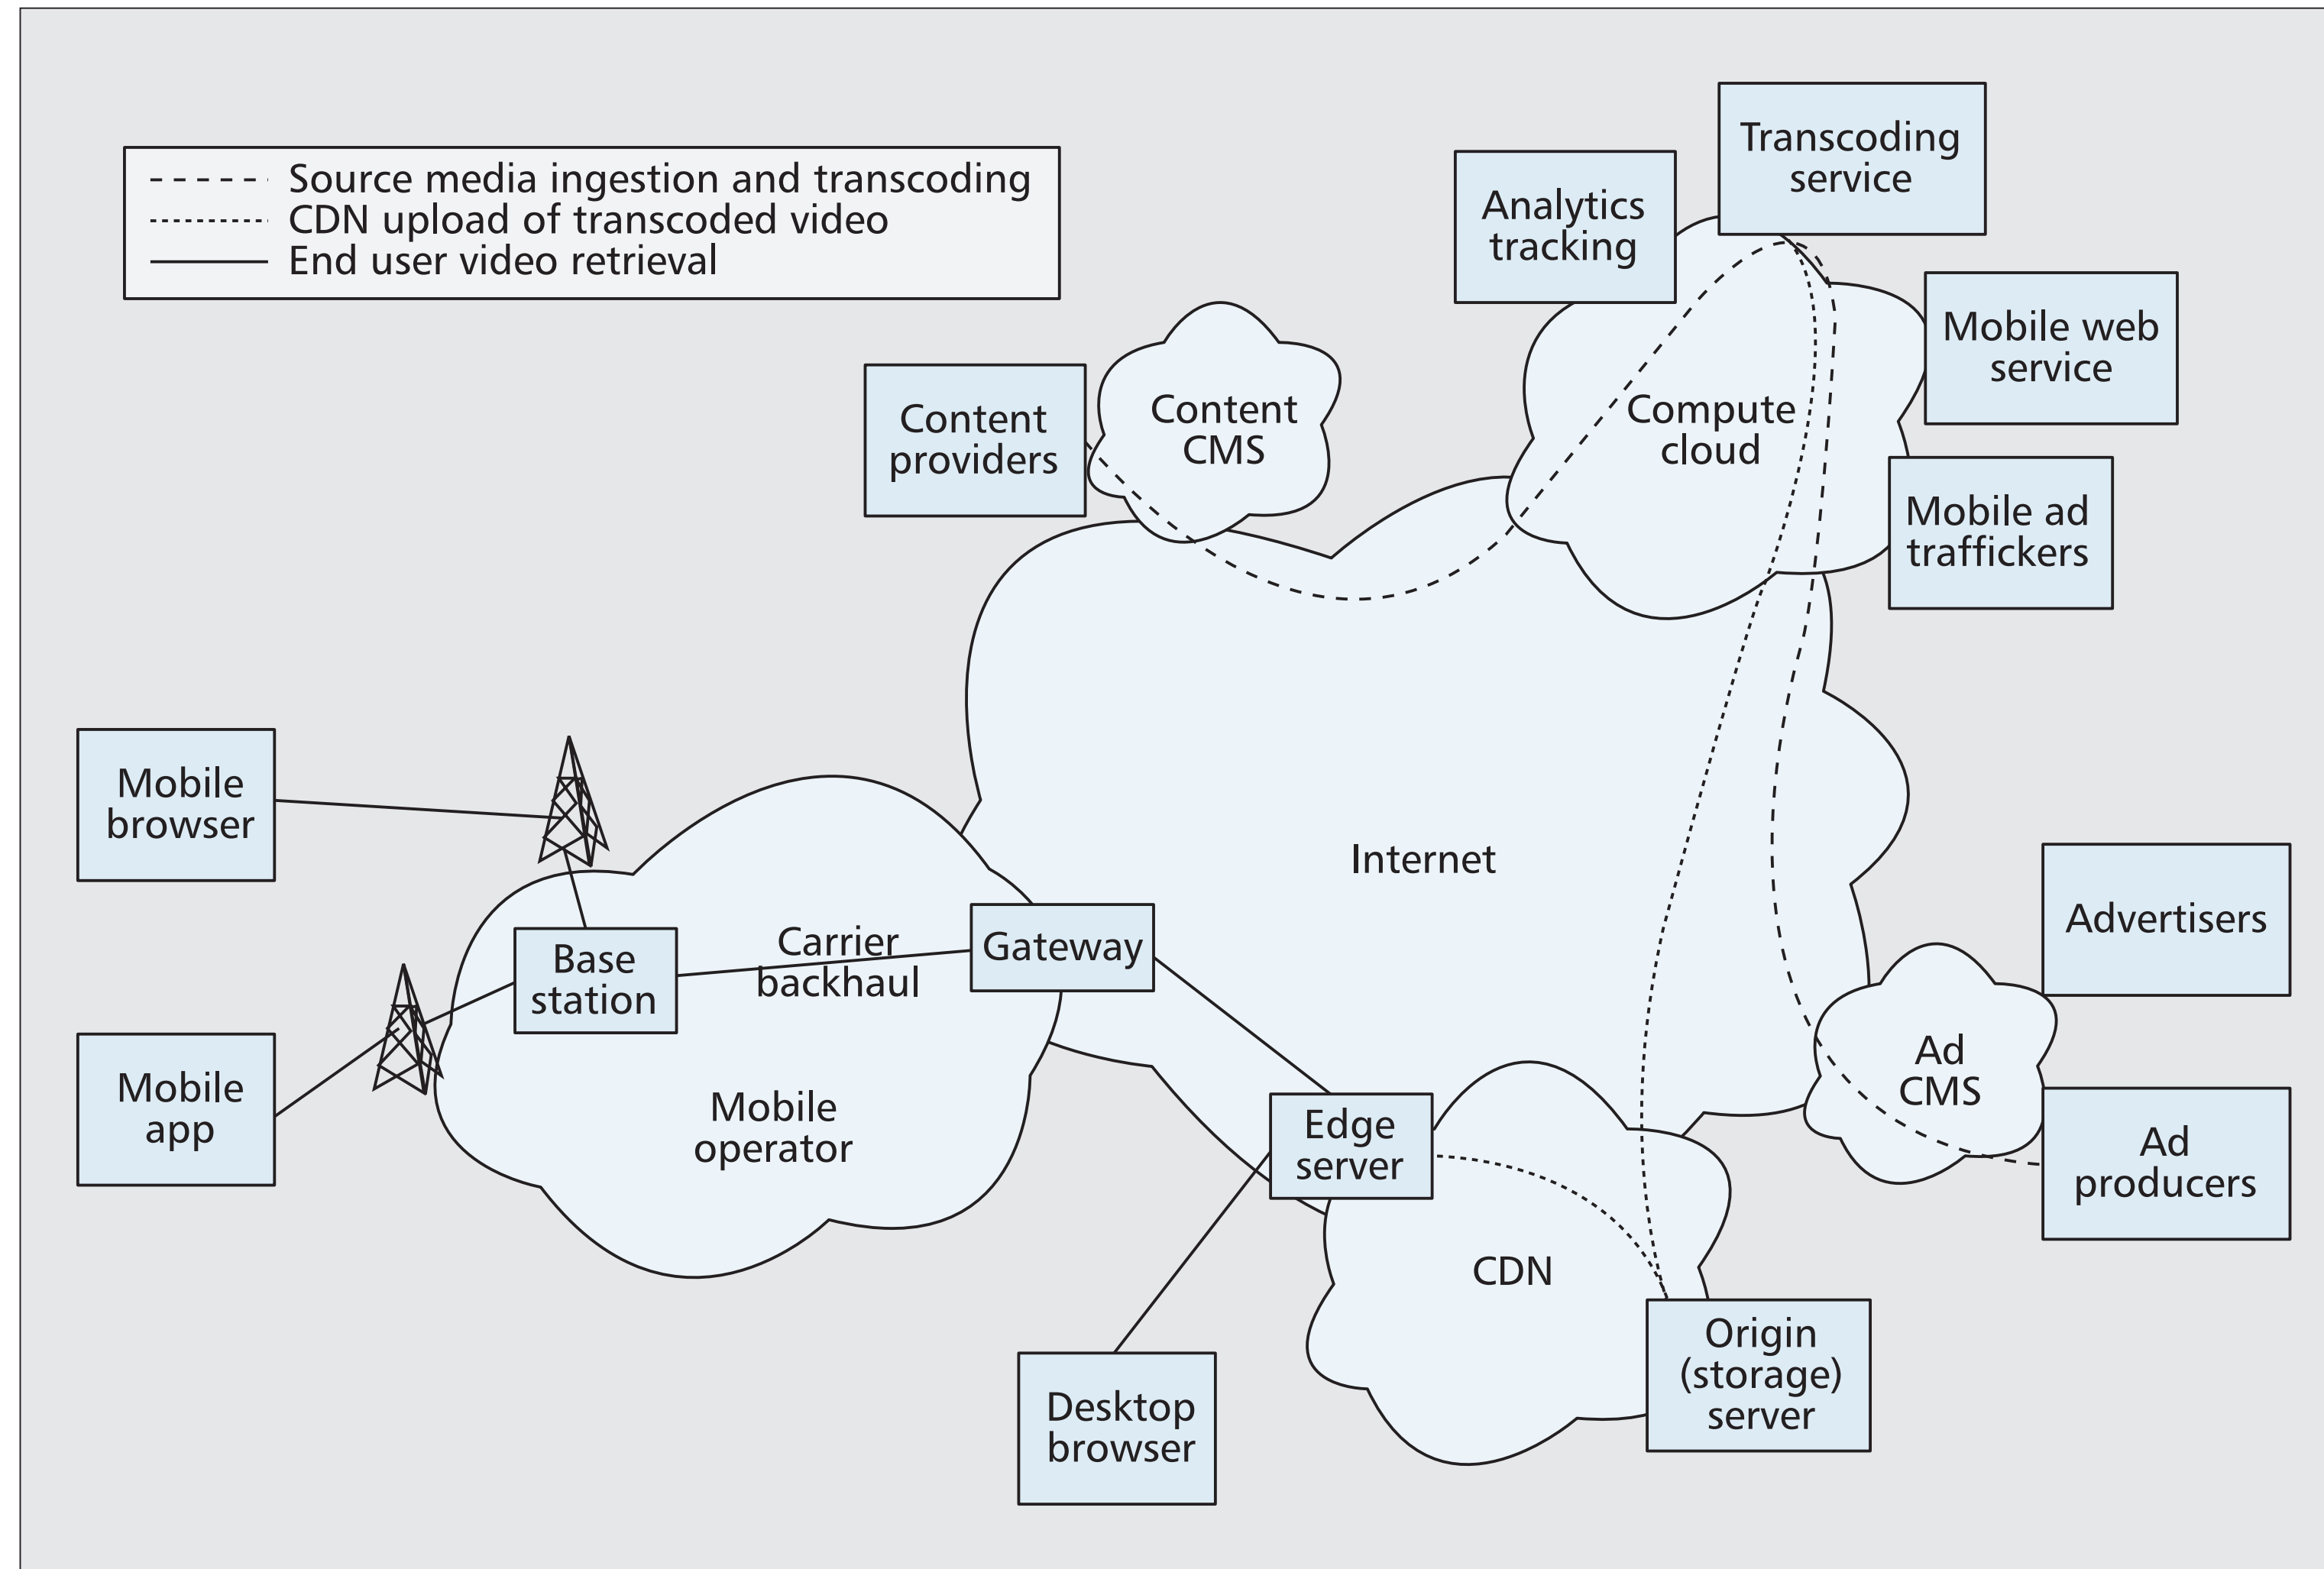 Source media ingestion and transcoding
CDN upload of transcoded video
End user video retrieval
Transcoding
service
Analytics
tracking
Mobile web
service
Content
providers
Content
CMS
Compute
cloud
Mobile ad
traffickers
Mobile
browser
Internet
Advertisers
Base
station
Carrier
backhaul
Gateway
Ad
CMS
Mobile
app
Mobile
operator
Edge
server
Ad
producers
CDN
Origin
(storage)
server
Desktop
browser